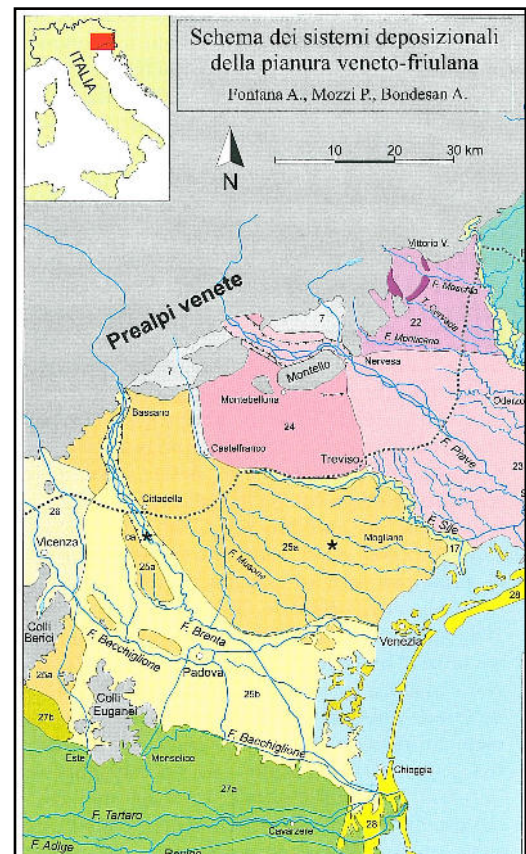 ITALIA
Schema dei sistemi deposizionali
della pianura veneto-friulana
Fontana A., Mozzi P., Bondesan A.
10 20 30 km
N
Vittorio V.
F. Meschio
T. Cervada
22
F. Monticano
Prealpi venete
7
7
Montello
Nervesa
Oderzo
Bassano
Montebelluna
24
Castelfranco
Treviso
F. Piave
23
Cittadella
F. Sile
26
Vicenza
25a
25a
Mogliano
17
F. Musone
28
Colli
Berici
F. Brenta
F. Bacchiglione
Venezia
Padova
25a
25b
27b
Colli
Euganei
F. Bacchiglione
Este
Monselice
Chioggia
27a
F. Tartaro
Cavarzere
28
F. Adige